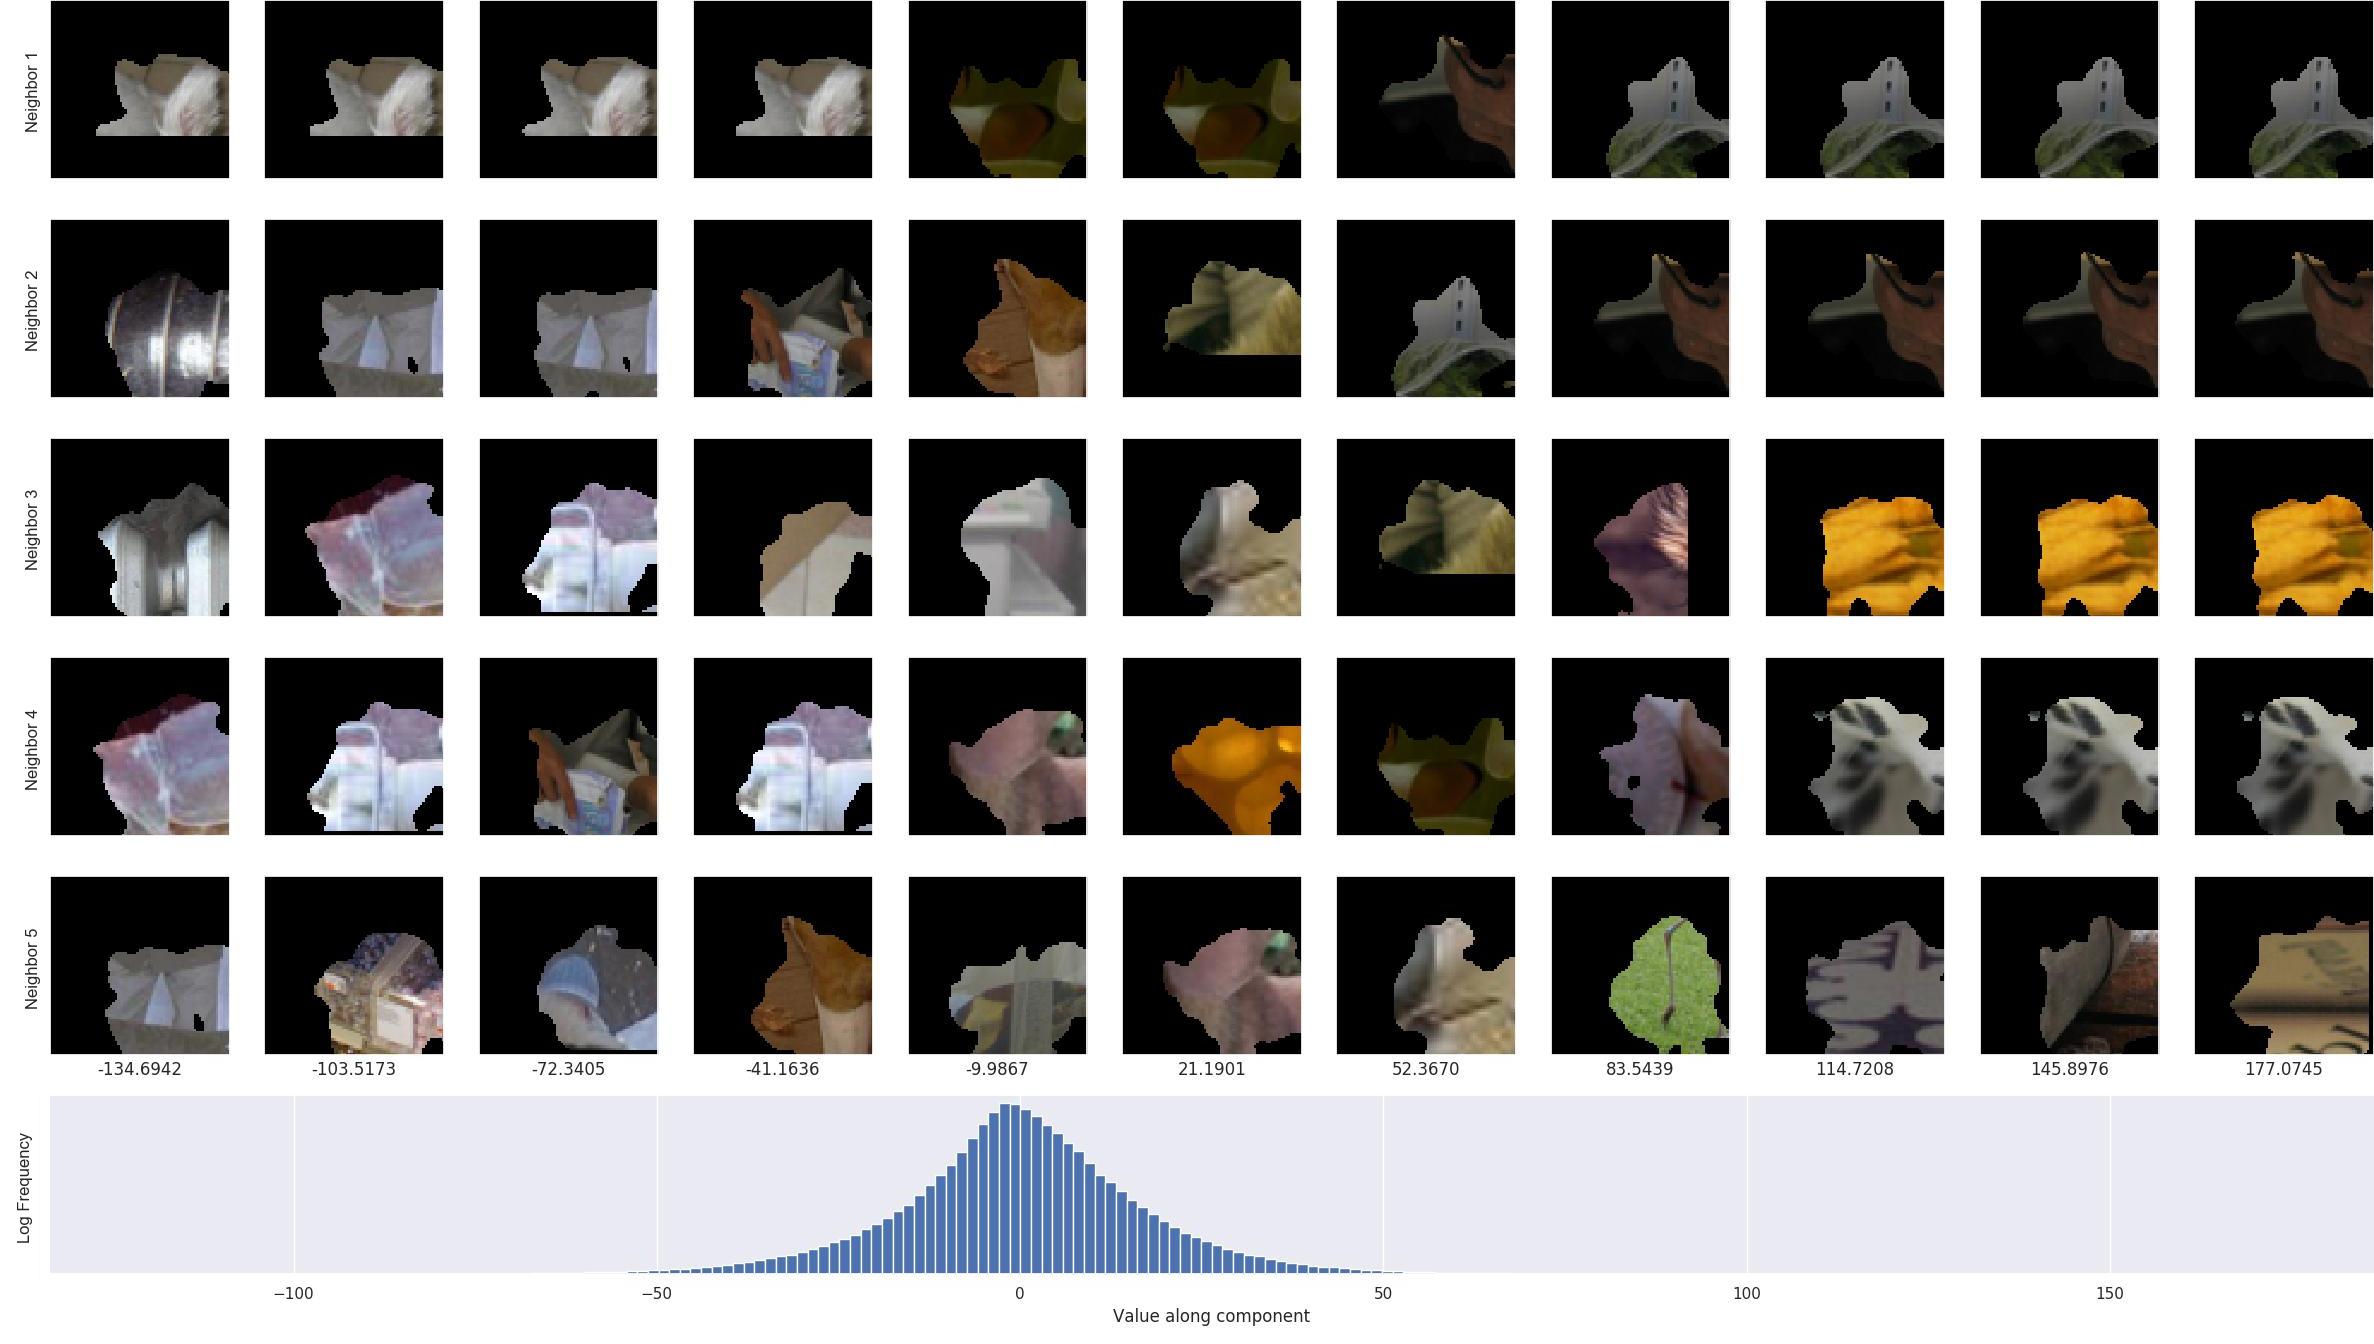 Neighbor 1
Neighbor 2
Neighbor 3
Neighbor 4
Neighbor 5
-134.6942 -103.5173 -72.3405 -41.1636 -9.9867 21.1901 52.3670 83.5439 114.7208 145.8976 177.0745
Log Frequency
−100 −50 0 50 100 150
Value along component